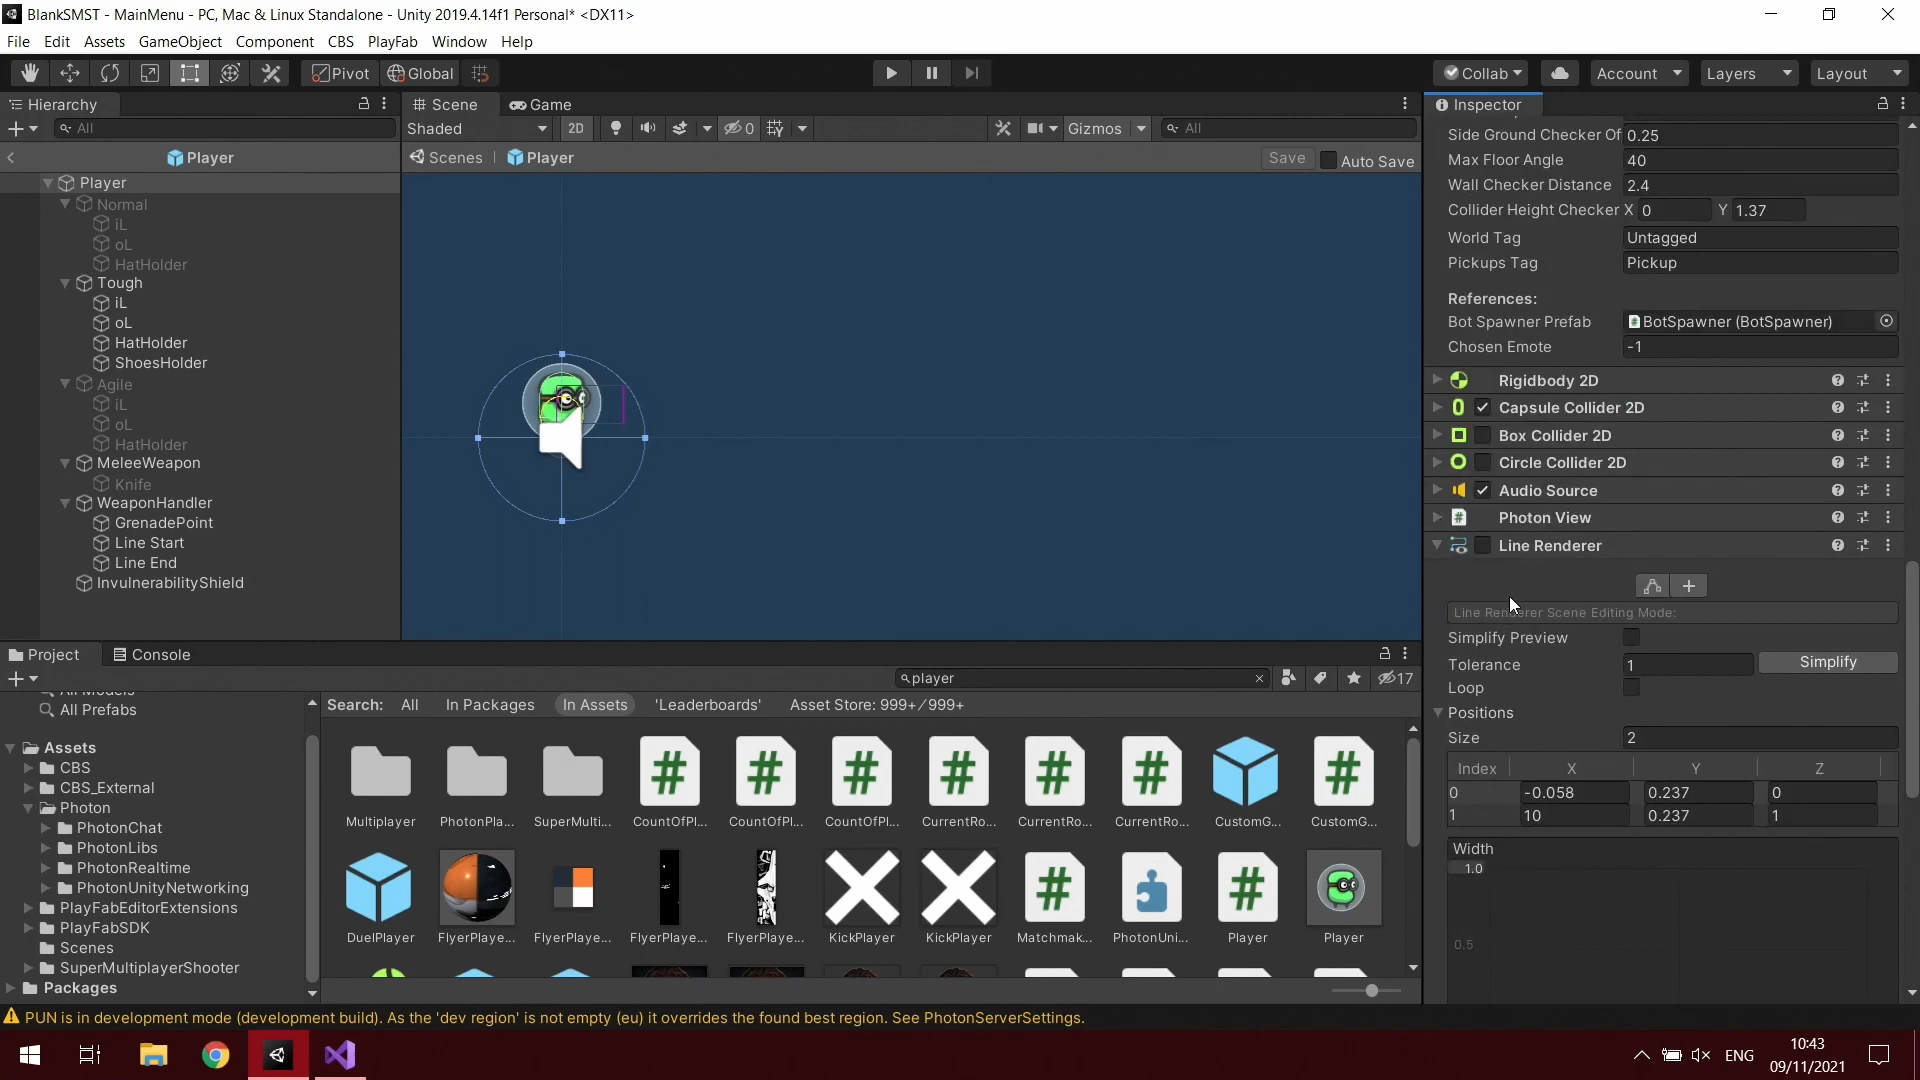 BlankSMST - MainMenu - PC, Mac & Linux Standalone - Unity 2019.4.14f1 Personal* <DX11>
File Edit Assets GameObject Component CBS PlayFab Window Help
Pivot Global Collab Account Layers Layout
Hierarchy
All
Player
Player
Normal
iL
oL
HatHolder
Tough
iL
oL
HatHolder
ShoesHolder
Agile
iL
oL
HatHolder
MeleeWeapon
Knife
WeaponHandler
GrenadePoint
Line Start
Line End
InvulnerabilityShield
Scene Game
Shaded 2D 0 Gizmos All
Scenes Player Save Auto Save
Inspector
Side Ground Checker Of 0.25
Max Floor Angle 40
Wall Checker Distance 2.4
Collider Height Checker X 0 Y 1.37
World Tag Untagged
Pickups Tag Pickup
References:
Bot Spawner Prefab BotSpawner (BotSpawner)
Chosen Emote -1
Rigidbody 2D
Capsule Collider 2D
Box Collider 2D
Circle Collider 2D
Audio Source
Photon View
Line Renderer
Line Renderer Scene Editing Mode:
Simplify Preview
Tolerance 1 Simplify
Loop
Positions
Size 2
Index X Y Z
0 -0.058 0.237 0
1 10 0.237 1
Width
1.0
0.5
Project Console
player 17
All Prefabs
Assets
CBS
CBS_External
Photon
PhotonChat
PhotonLibs
PhotonRealtime
PhotonUnityNetworking
PlayFabEditorExtensions
PlayFabSDK
Scenes
SuperMultiplayerShooter
Packages
Search: All In Packages In Assets 'Leaderboards' Asset Store: 999+/999+
Multiplayer PhotonPla... SuperMulti... CountOfPl... CountOfPl... CountOfPl... CurrentRo... CurrentRo... CurrentRo... CustomG... CustomG...
DuelPlayer FlyerPlaye... FlyerPlaye... FlyerPlaye... FlyerPlaye... KickPlayer KickPlayer Matchmak... PhotonUni... Player Player
PUN is in development mode (development build). As the 'dev region' is not empty (eu) it overrides the found best region. See PhotonServerSettings.
ENG
10:43
09/11/2021